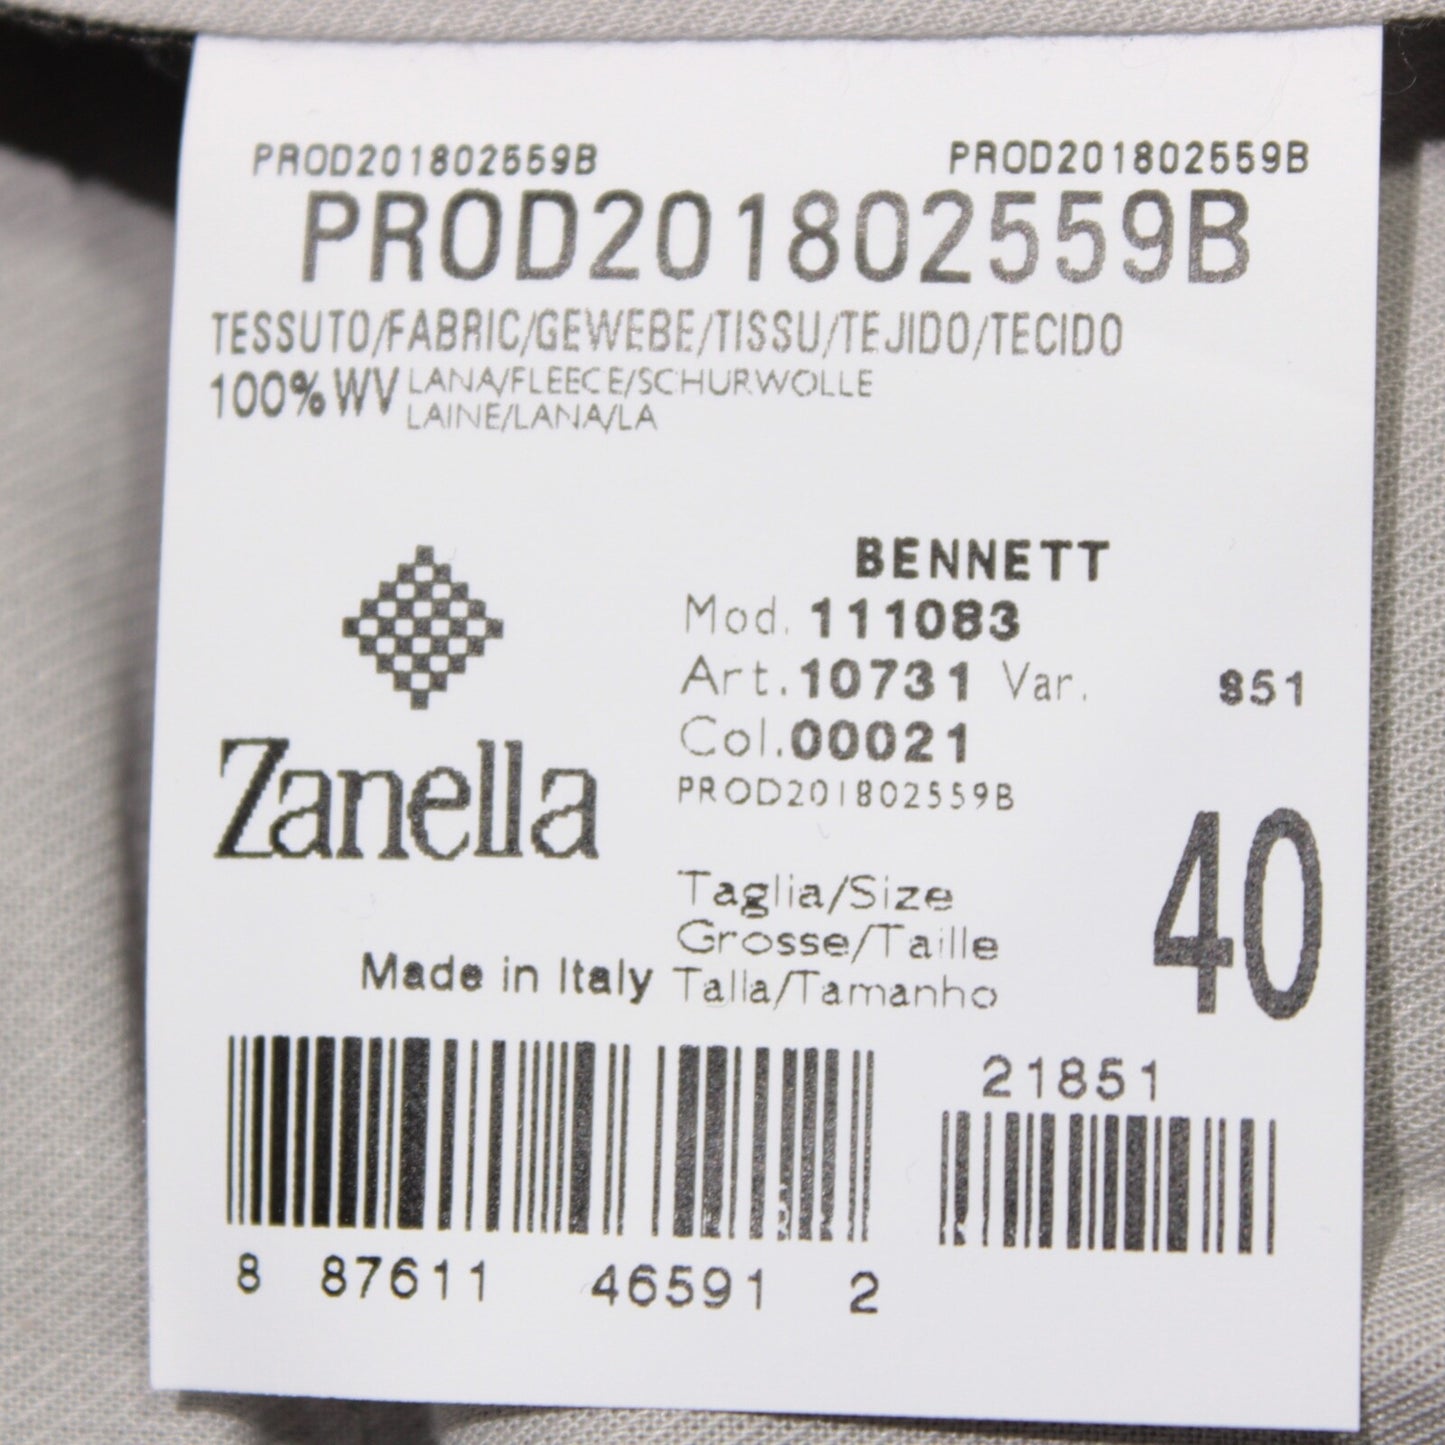 PROD201802559B PROD201802559B
PROD201802559B
TESSUTO/FABRIC/GEWEBE/TISSU/TEJIDO/TECIDO
100%WV LANA/FLEECE/SCHURWOLLE
LAINE/LANA/LA
BENNETT
Mod. 111083
Art. 10731 Var. 851
Col. 00021
PROD201802559B
Zanella
Taglia/Size
Grosse/Taille
Talla/Tamanho
40
Made in Italy
21851
8 87611 46591 2